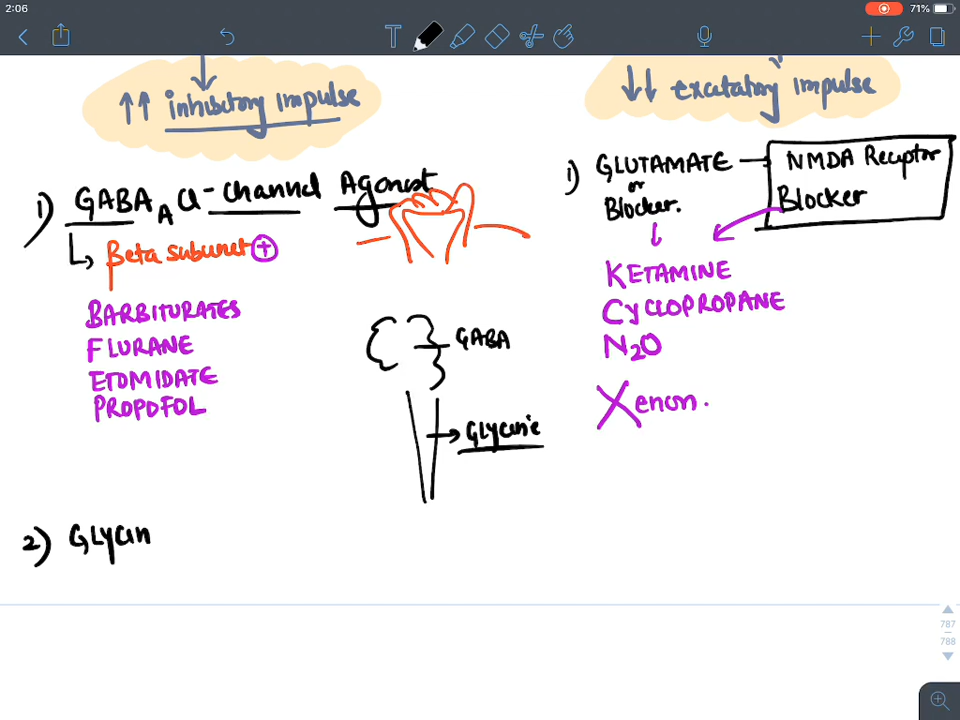 2:06
71%
T
↑↑ inhibitory impulse
↓↓ excitatory impulse
1) GABA A Cl- channel Agonist
Beta subunit +
BARBITURATES
FLURANE
ETOMIDATE
PROPOFOL
GABA
Glycine
2) Glycin
1) GLUTAMATE
or
Blocker.
NMDA Receptor
Blocker
KETAMINE
CYCLOPROPANE
N2O
Xenon.
787
788